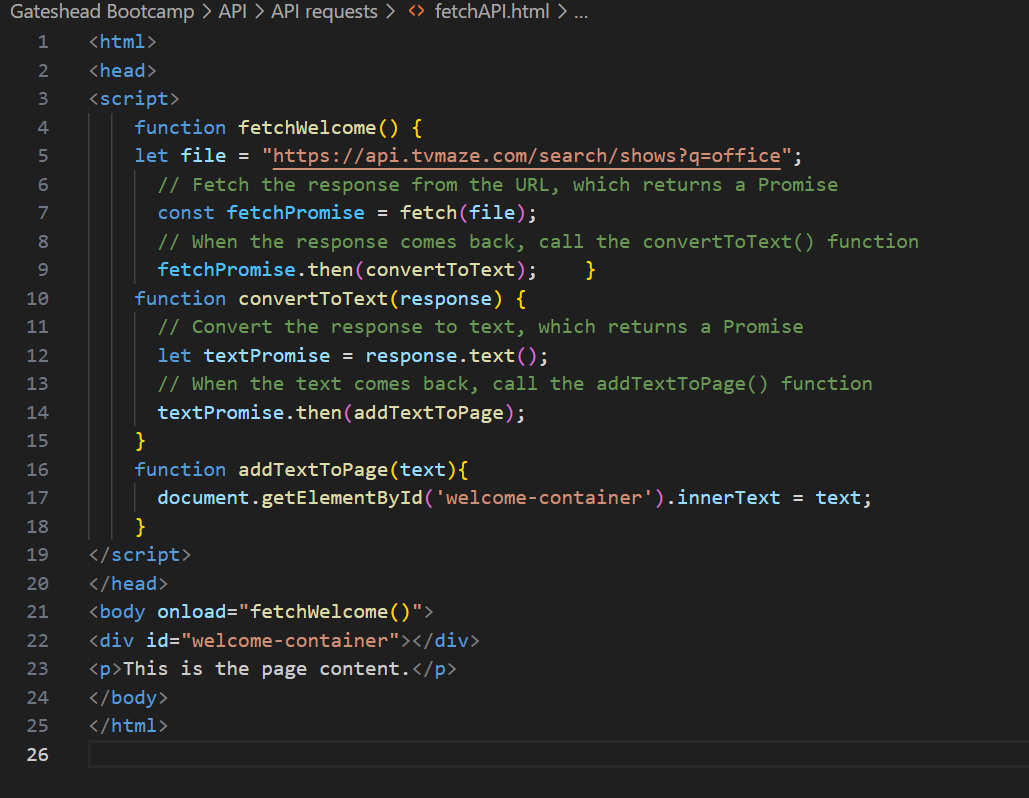 Gateshead Bootcamp > API > API requests > <> fetchAPI.html > ...
1 <html>
2 <head>
3 <script>
4     function fetchWelcome() {
5     let file = "https://api.tvmaze.com/search/shows?q=office";
6       // Fetch the response from the URL, which returns a Promise
7       const fetchPromise = fetch(file);
8       // When the response comes back, call the convertToText() function
9       fetchPromise.then(convertToText);    }
10     function convertToText(response) {
11       // Convert the response to text, which returns a Promise
12       let textPromise = response.text();
13       // When the text comes back, call the addTextToPage() function
14       textPromise.then(addTextToPage);
15     }
16     function addTextToPage(text){
17       document.getElementById('welcome-container').innerText = text;
18     }
19 </script>
20 </head>
21 <body onload="fetchWelcome()">
22 <div id="welcome-container"></div>
23 <p>This is the page content.</p>
24 </body>
25 </html>
26